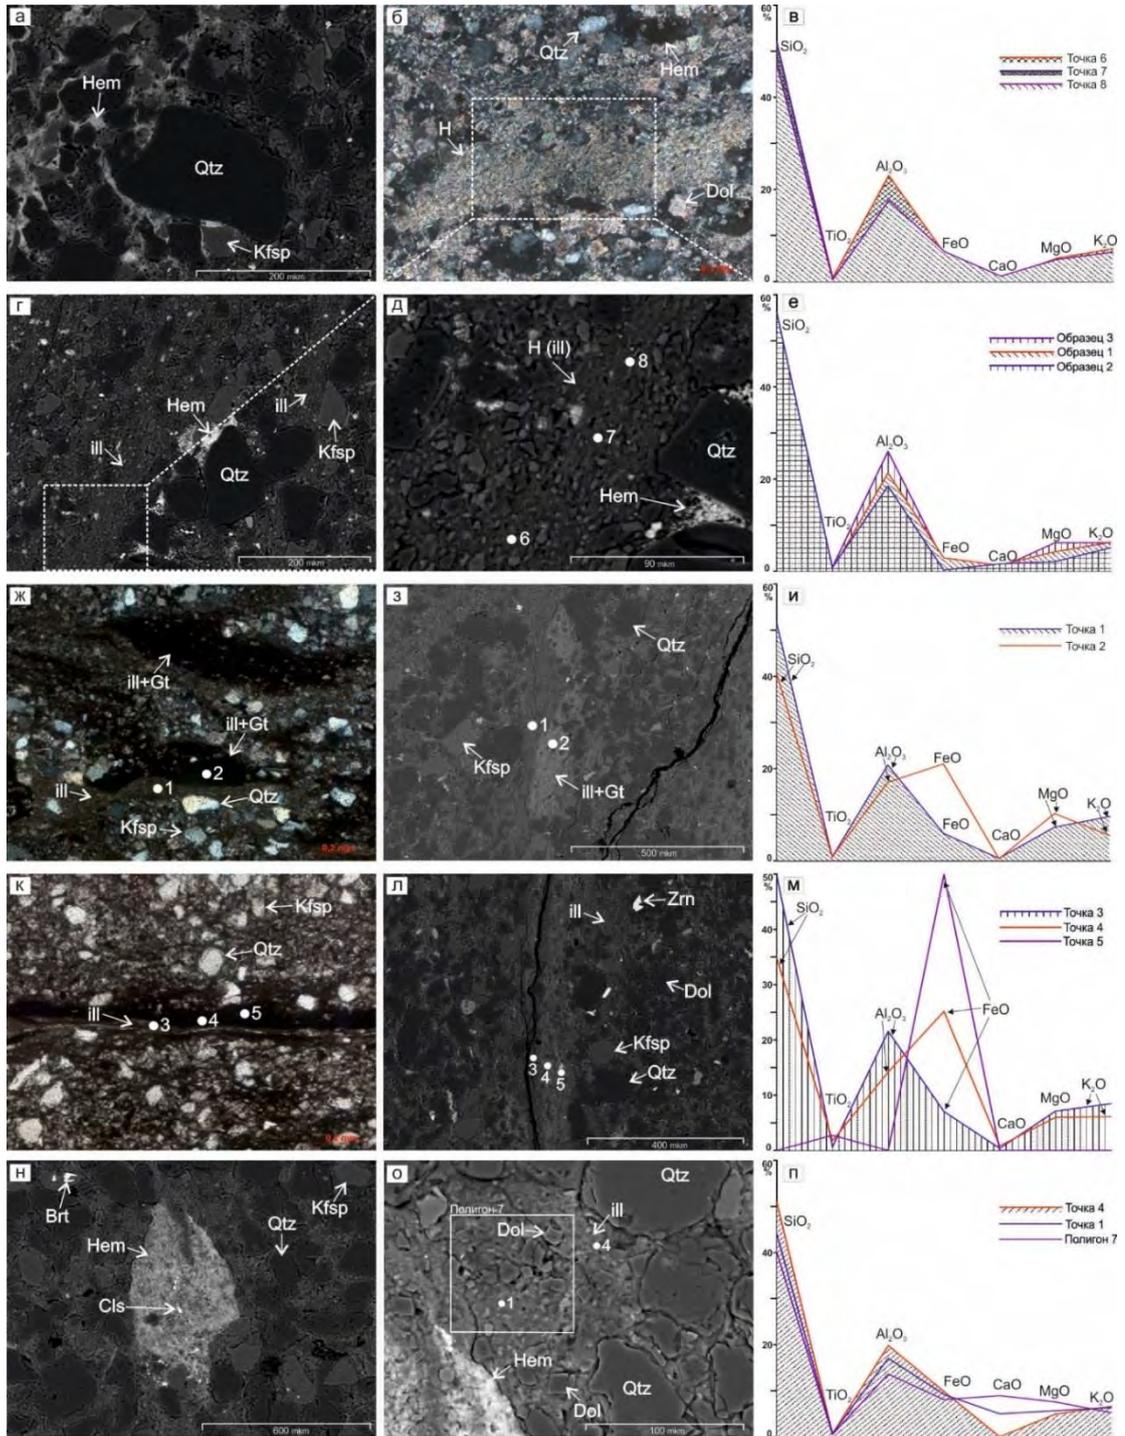 а
Hem
Qtz
Kfsp
200 mkm
б
Qtz
Hem
H
Dol
в
60
%
SiO₂
40
Точка 6
Точка 7
Точка 8
Al₂O₃
20
TiO₂
FeO
CaO
MgO
K₂O
0
г
Hem
ill
ill
Kfsp
Qtz
200 mkm
д
H (ill)
8
7
Qtz
Hem
6
90 mkm
е
60
%
SiO₂
Образец 3
Образец 1
Образец 2
40
Al₂O₃
20
TiO₂
FeO
CaO
MgO
K₂O
0
ж
ill+Gt
ill+Gt
2
ill
1
Qtz
Kfsp
з
Qtz
1
2
Kfsp
ill+Gt
500 mkm
и
60
%
Точка 1
Точка 2
SiO₂
40
Al₂O₃
FeO
20
TiO₂
FeO
CaO
MgO
K₂O
0
к
Kfsp
Qtz
ill
3
4
5
л
ill
Zrn
Dol
Kfsp
Qtz
3
4
5
400 mkm
м
50
%
SiO₂
Точка 3
Точка 4
Точка 5
40
30
Al₂O₃
FeO
20
TiO₂
10
CaO
MgO
K₂O
0
н
Brt
Kfsp
Qtz
Hem
Cls
600 mkm
о
Qtz
Полигон-7
Dol
ill
4
1
Hem
Qtz
Dol
100 mkm
п
60
%
SiO₂
Точка 4
Точка 1
Полигон 7
40
Al₂O₃
20
TiO₂
FeO
CaO
MgO
K₂O
0